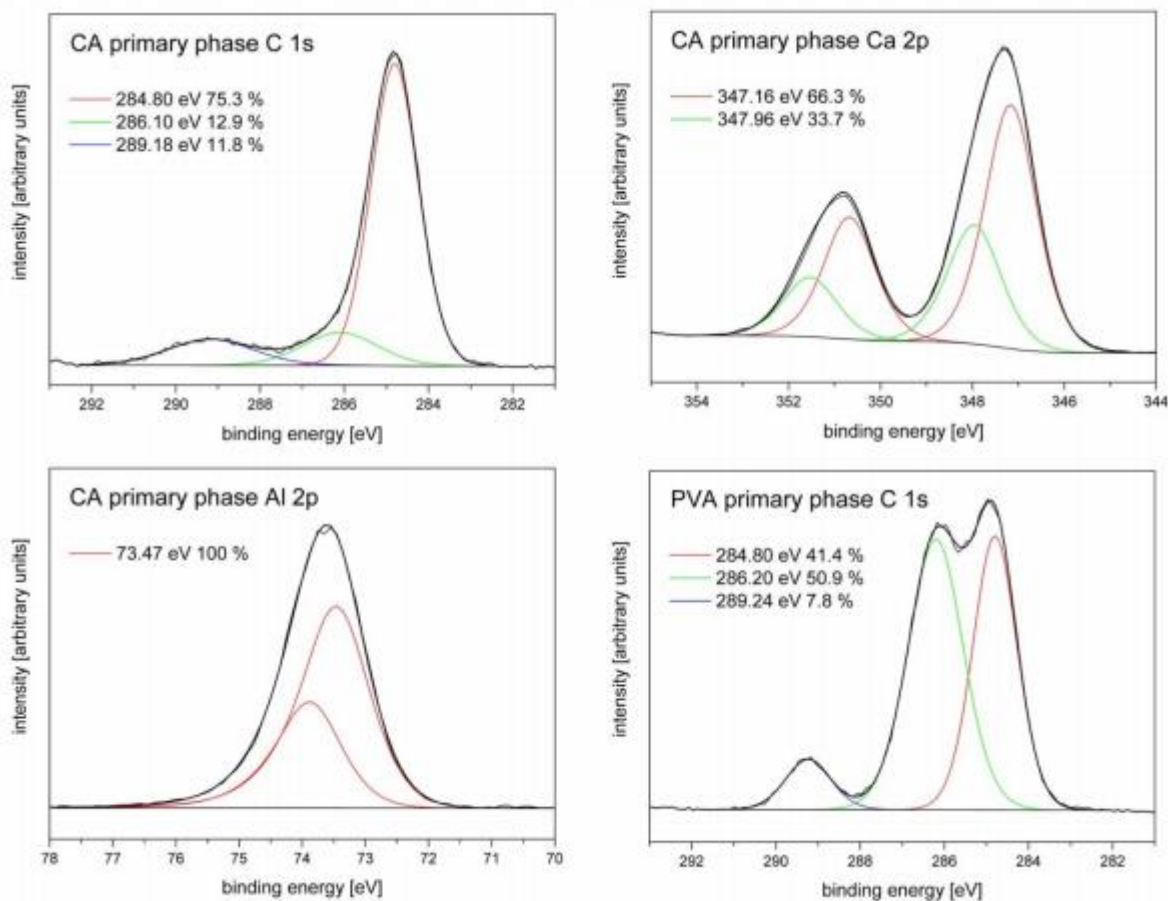 CA primary phase C 1s
284.80 eV 75.3 %
286.10 eV 12.9 %
289.18 eV 11.8 %
intensity [arbitrary units]
292 290 288 286 284 282
binding energy [eV]
CA primary phase Ca 2p
347.16 eV 66.3 %
347.96 eV 33.7 %
intensity [arbitrary units]
354 352 350 348 346 344
binding energy [eV]
CA primary phase Al 2p
73.47 eV 100 %
intensity [arbitrary units]
78 77 76 75 74 73 72 71 70
binding energy [eV]
PVA primary phase C 1s
284.80 eV 41.4 %
286.20 eV 50.9 %
289.24 eV 7.8 %
intensity [arbitrary units]
292 290 288 286 284 282
binding energy [eV]